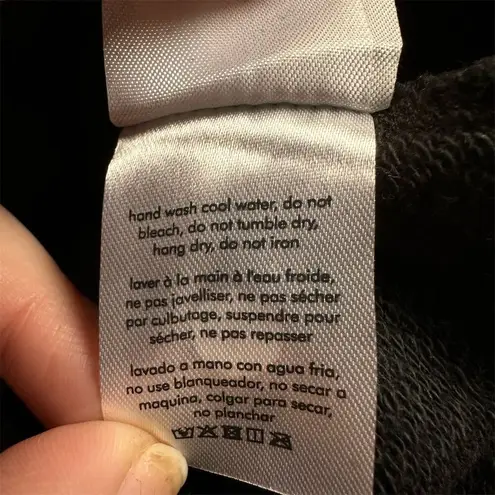 hand wash cool water, do not
bleach, do not tumble dry,
hang dry, do not iron
laver à la main à l'eau froide,
ne pas javelliser, ne pas sécher
par culbutage, suspendre pour
sécher, ne pas repasser
lavado a mano con agua fria,
no use blanqueador, no secar a
maquina, colgar para secar,
no planchar